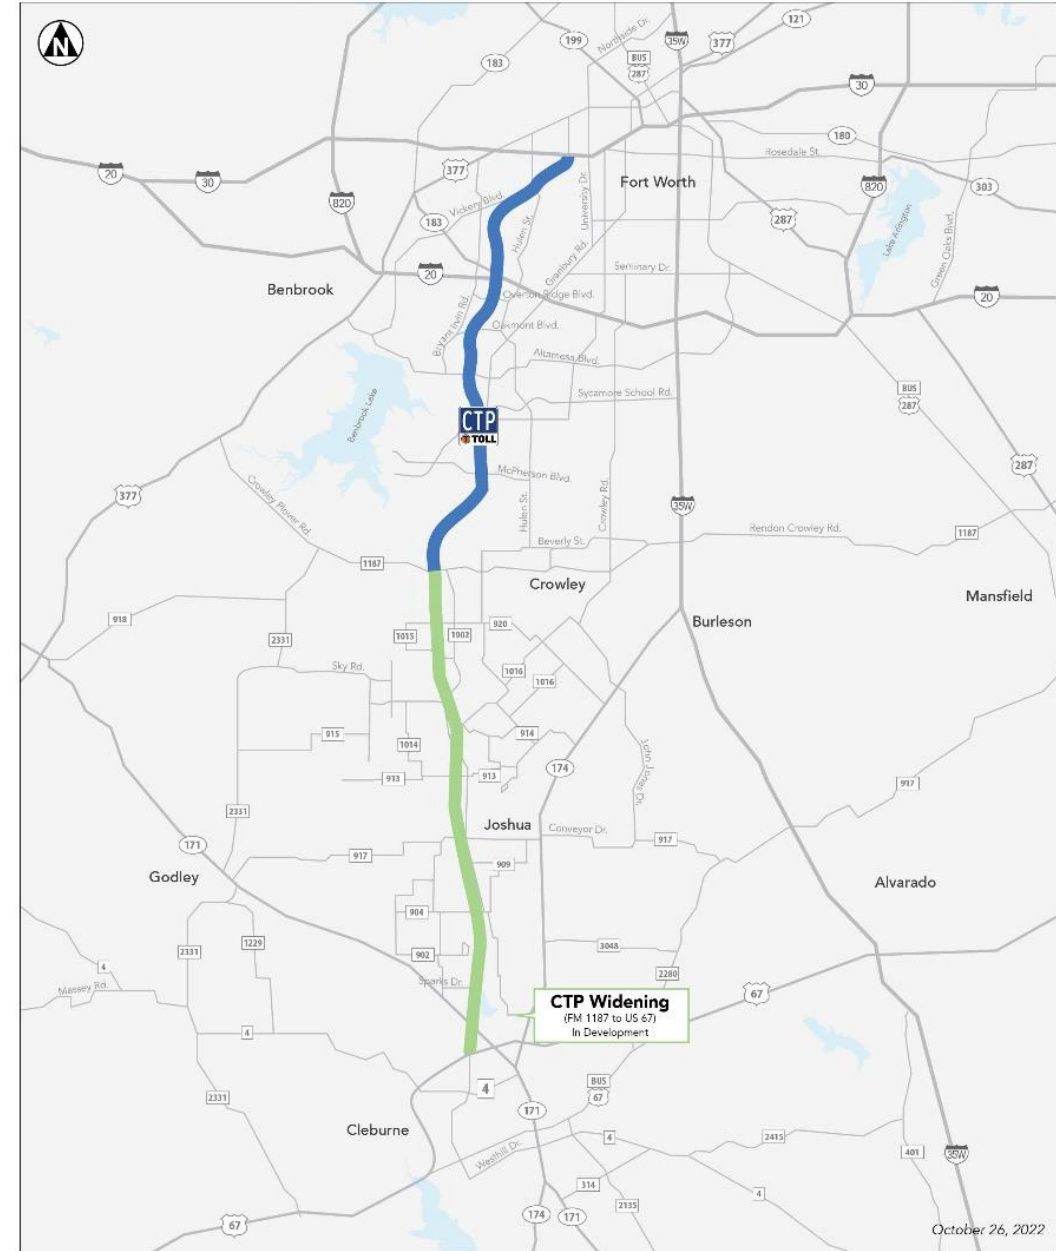 N
121
199
Northside Dr.
35W
377
183
BUS
287
30
180
Rosedale St.
20
30
377
820
Fort Worth
820
303
Vickery Blvd.
183
Hulen St.
University Dr.
287
Lake Arlington
Green Oaks Blvd.
Granbury Rd.
Seminary Dr.
20
Benbrook
Overton Ridge Blvd.
20
Bryant Irvin Rd.
Oakmont Blvd.
Altamesa Blvd.
Benbrook Lake
Sycamore School Rd.
BUS
287
CTP
TOLL
McPherson Blvd.
287
377
Crowley Plover Rd.
Hulen St.
Crowley Rd.
35W
Rendon Crowley Rd.
1187
Beverly St.
1187
Crowley
Mansfield
918
Burleson
2331
1015
1902
920
Sky Rd.
1016
1016
915
1014
914
John Jones Dr.
174
913
913
917
2331
Joshua
Conveyor Dr.
917
171
917
909
Godley
Alvarado
904
2331
1229
902
3048
2280
4
Massey Rd.
Sparks Dr.
67
CTP Widening
(FM 1187 to US 67)
In Development
4
4
BUS
67
2331
171
Cleburne
4
2415
401
35W
Westhill Dr.
314
2135
4
67
174
171
October 26, 2022